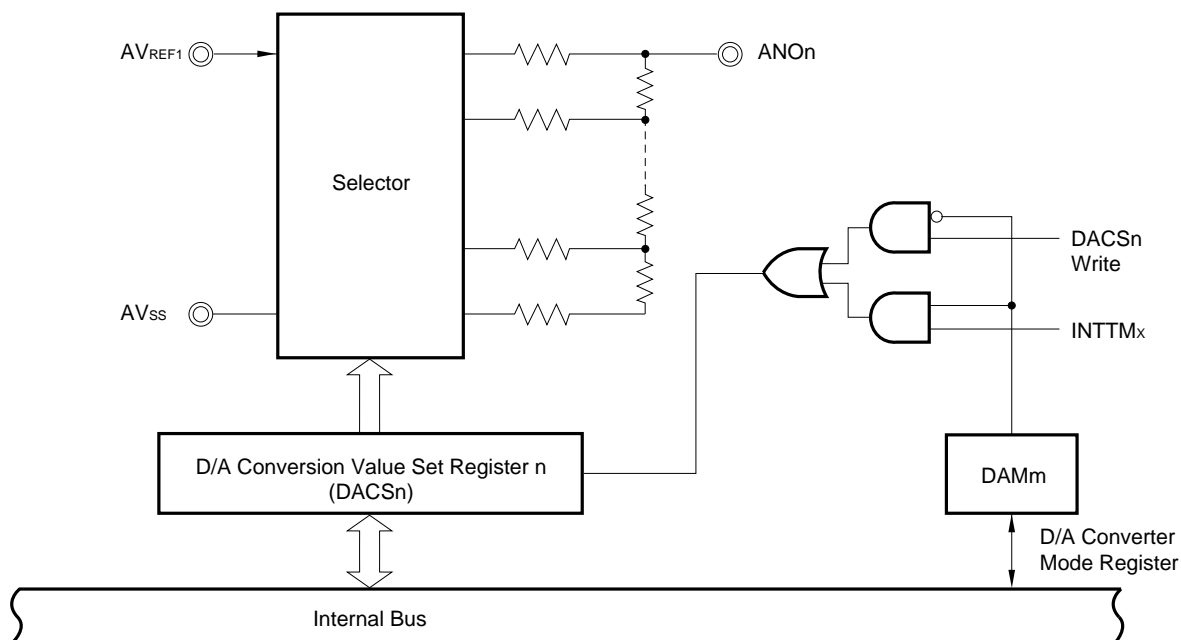 AVREF1
ANOn
Selector
DACSn
Write
AVSS
INTTMx
D/A Conversion Value Set Register n
(DACSn)
DAMm
D/A Converter
Mode Register
Internal Bus